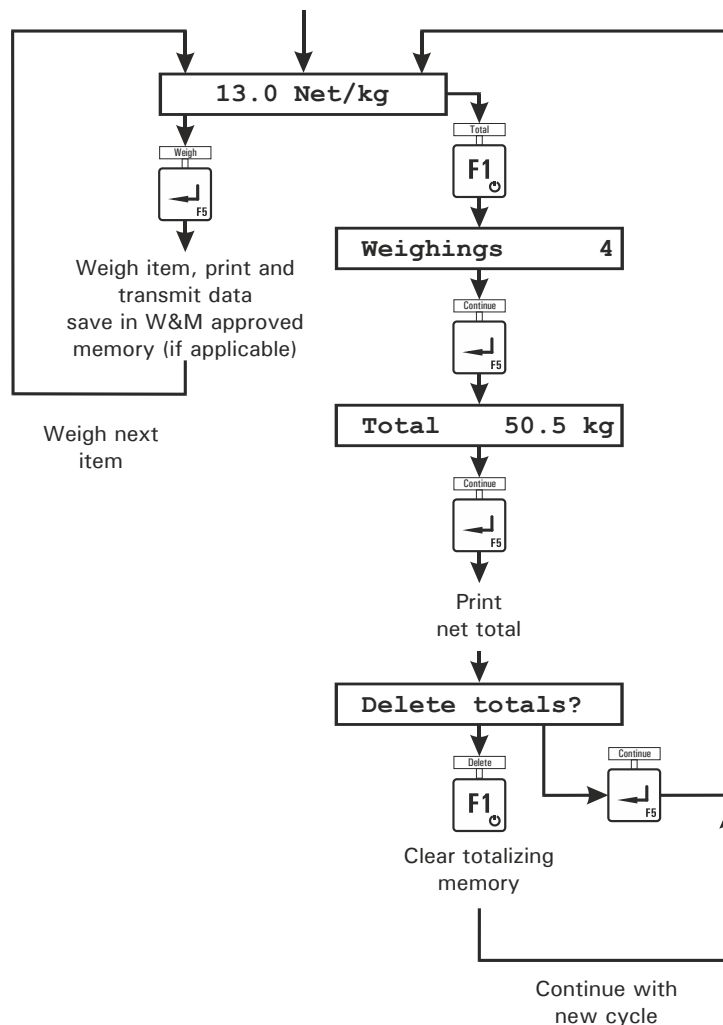 13.0 Net/kg
Weigh
F5
Weigh item, print and
transmit data
save in W&M approved
memory (if applicable)
Weigh next
item
Total
F1
Weighings 4
Continue
F5
Total 50.5 kg
Continue
F5
Print
net total
Delete totals?
Delete
F1
Continue
F5
Clear totalizing
memory
Continue with
new cycle